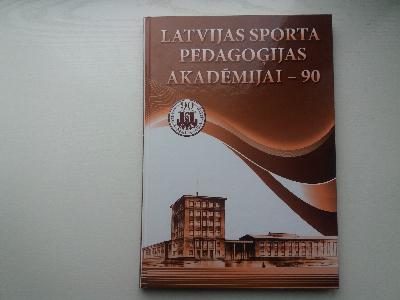 LATVIJAS SPORTA
PEDAGOĢIJAS
AKADĒMIJAI – 90
90